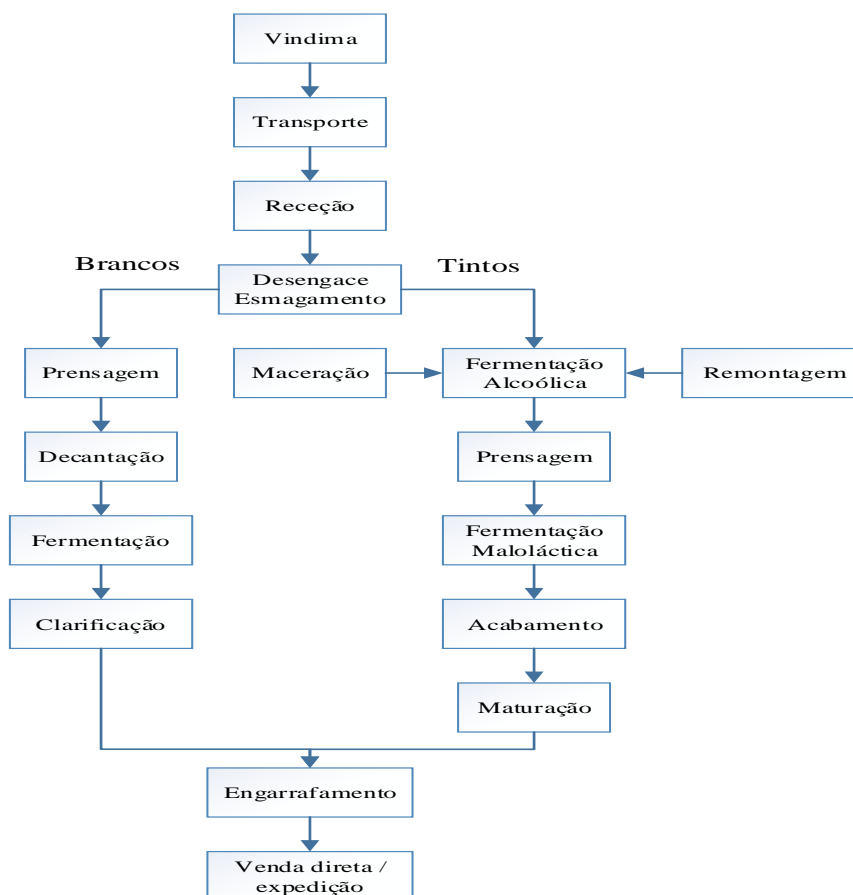 Vindima
Transporte
Receção
Brancos
Tintos
Desengace
Esmagamento
Prensagem
Maceração
Fermentação
Alcoólica
Remontagem
Decantação
Prensagem
Fermentação
Fermentação
Maloláctica
Clarificação
Acabamento
Maturação
Engarrafamento
Venda direta /
expedição